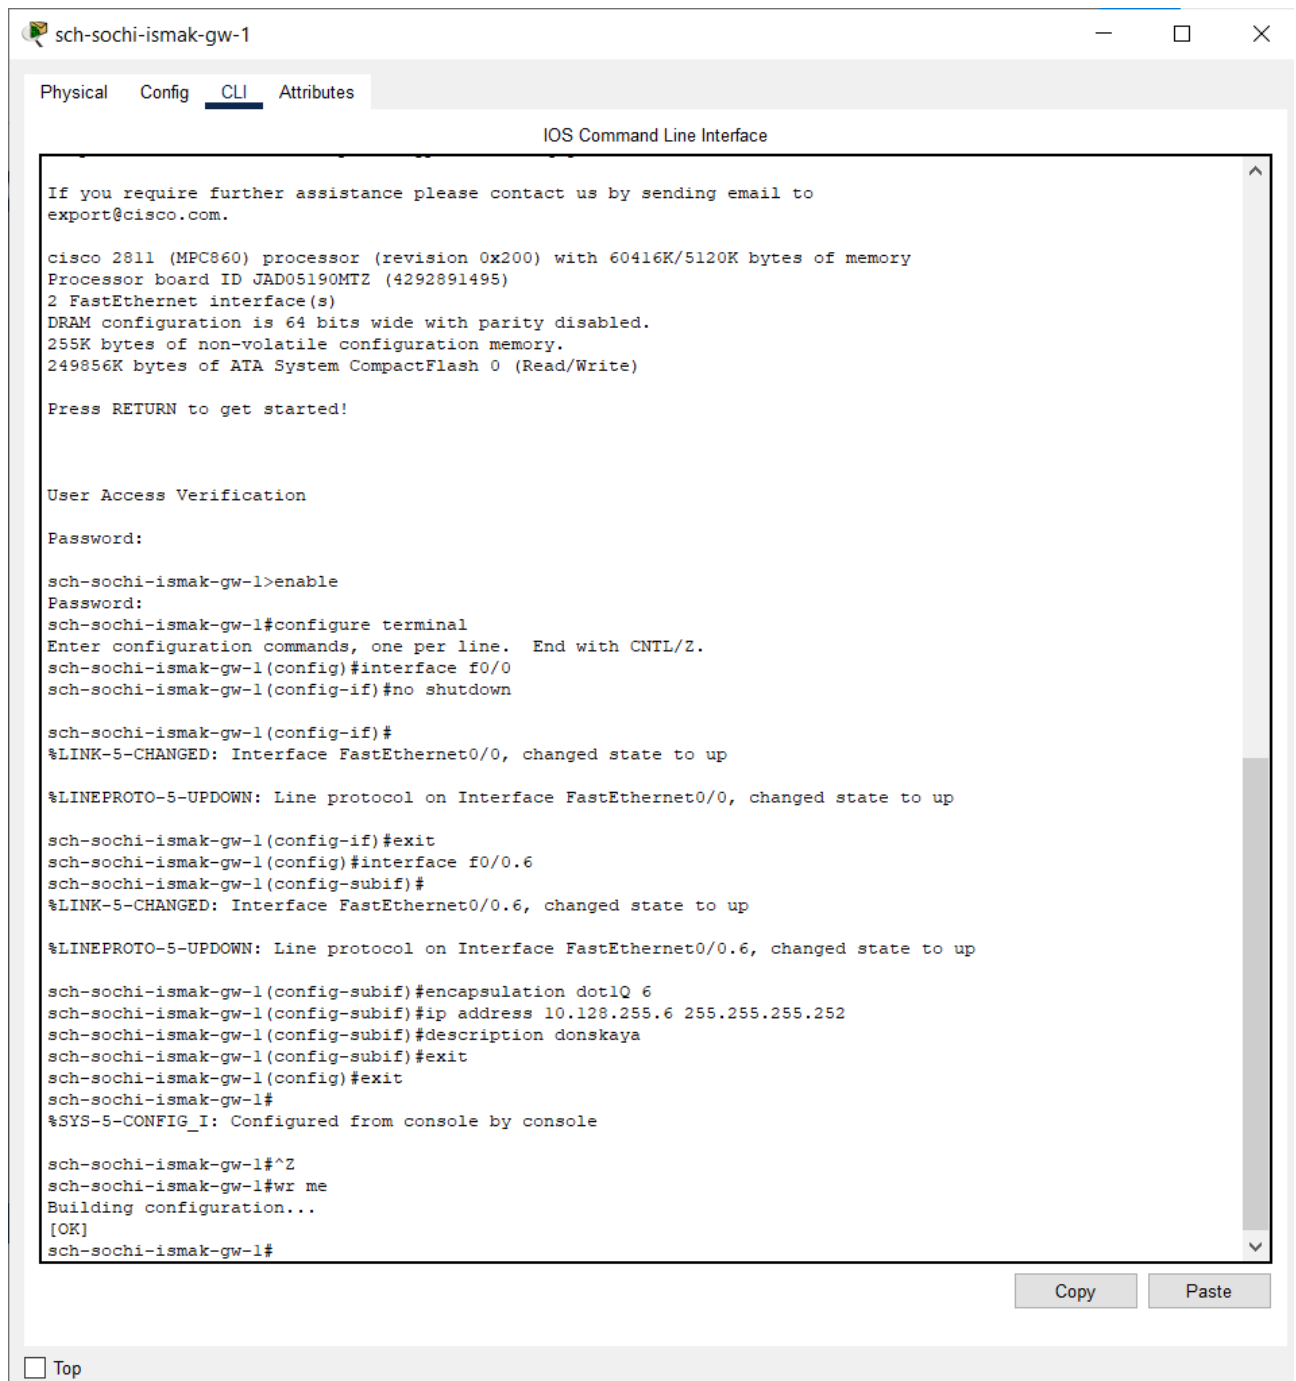 sch-sochi-ismak-gw-1
Physical Config CLI Attributes
IOS Command Line Interface
If you require further assistance please contact us by sending email to
export@cisco.com.
cisco 2811 (MPC860) processor (revision 0x200) with 60416K/5120K bytes of memory
Processor board ID JAD05190MTZ (4292891495)
2 FastEthernet interface(s)
DRAM configuration is 64 bits wide with parity disabled.
255K bytes of non-volatile configuration memory.
249856K bytes of ATA System CompactFlash 0 (Read/Write)
Press RETURN to get started!
User Access Verification
Password:
sch-sochi-ismak-gw-1>enable
Password:
sch-sochi-ismak-gw-1#configure terminal
Enter configuration commands, one per line.  End with CNTL/Z.
sch-sochi-ismak-gw-1(config)#interface f0/0
sch-sochi-ismak-gw-1(config-if)#no shutdown
sch-sochi-ismak-gw-1(config-if)#
%LINK-5-CHANGED: Interface FastEthernet0/0, changed state to up
%LINEPROTO-5-UPDOWN: Line protocol on Interface FastEthernet0/0, changed state to up
sch-sochi-ismak-gw-1(config-if)#exit
sch-sochi-ismak-gw-1(config)#interface f0/0.6
sch-sochi-ismak-gw-1(config-subif)#
%LINK-5-CHANGED: Interface FastEthernet0/0.6, changed state to up
%LINEPROTO-5-UPDOWN: Line protocol on Interface FastEthernet0/0.6, changed state to up
sch-sochi-ismak-gw-1(config-subif)#encapsulation dot1Q 6
sch-sochi-ismak-gw-1(config-subif)#ip address 10.128.255.6 255.255.255.252
sch-sochi-ismak-gw-1(config-subif)#description donskaya
sch-sochi-ismak-gw-1(config-subif)#exit
sch-sochi-ismak-gw-1(config)#exit
sch-sochi-ismak-gw-1#
%SYS-5-CONFIG_I: Configured from console by console
sch-sochi-ismak-gw-1#^Z
sch-sochi-ismak-gw-1#wr me
Building configuration...
[OK]
sch-sochi-ismak-gw-1#
Copy Paste
Top